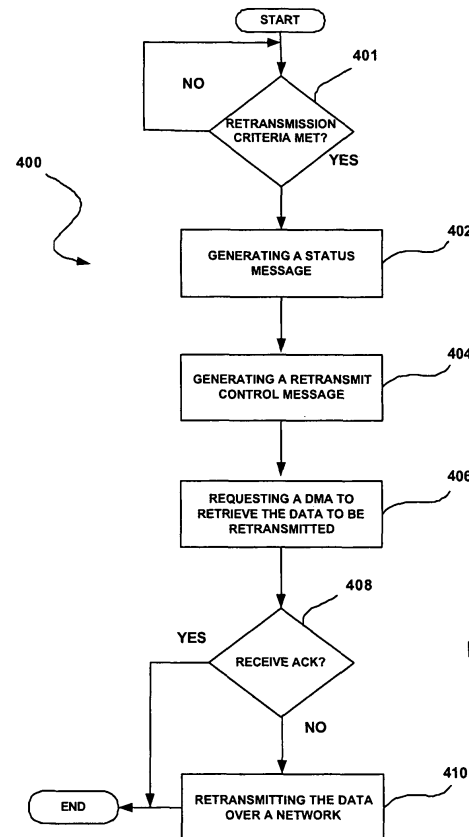 START
401
NO
RETRANSMISSION
CRITERIA MET?
YES
400
402
GENERATING A STATUS
MESSAGE
404
GENERATING A RETRANSMIT
CONTROL MESSAGE
406
REQUESTING A DMA TO
RETRIEVE THE DATA TO BE
RETRANSMITTED
408
YES
RECEIVE ACK?
NO
410
END
RETRANSMITTING THE DATA
OVER A NETWORK